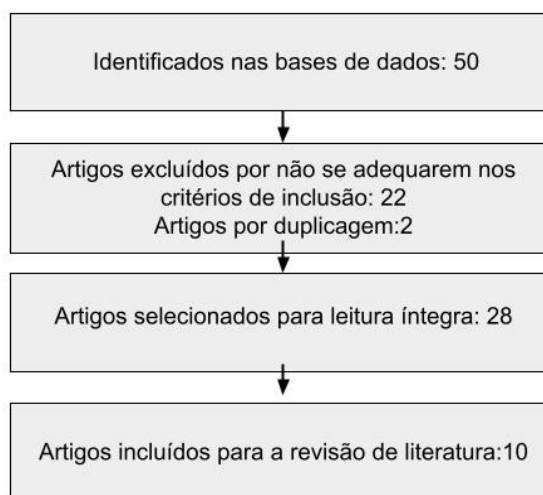 Identificados nas bases de dados: 50
Artigos excluídos por não se adequarem nos
critérios de inclusão: 22
Artigos por duplicagem:2
Artigos selecionados para leitura íntegra: 28
Artigos incluídos para a revisão de literatura:10